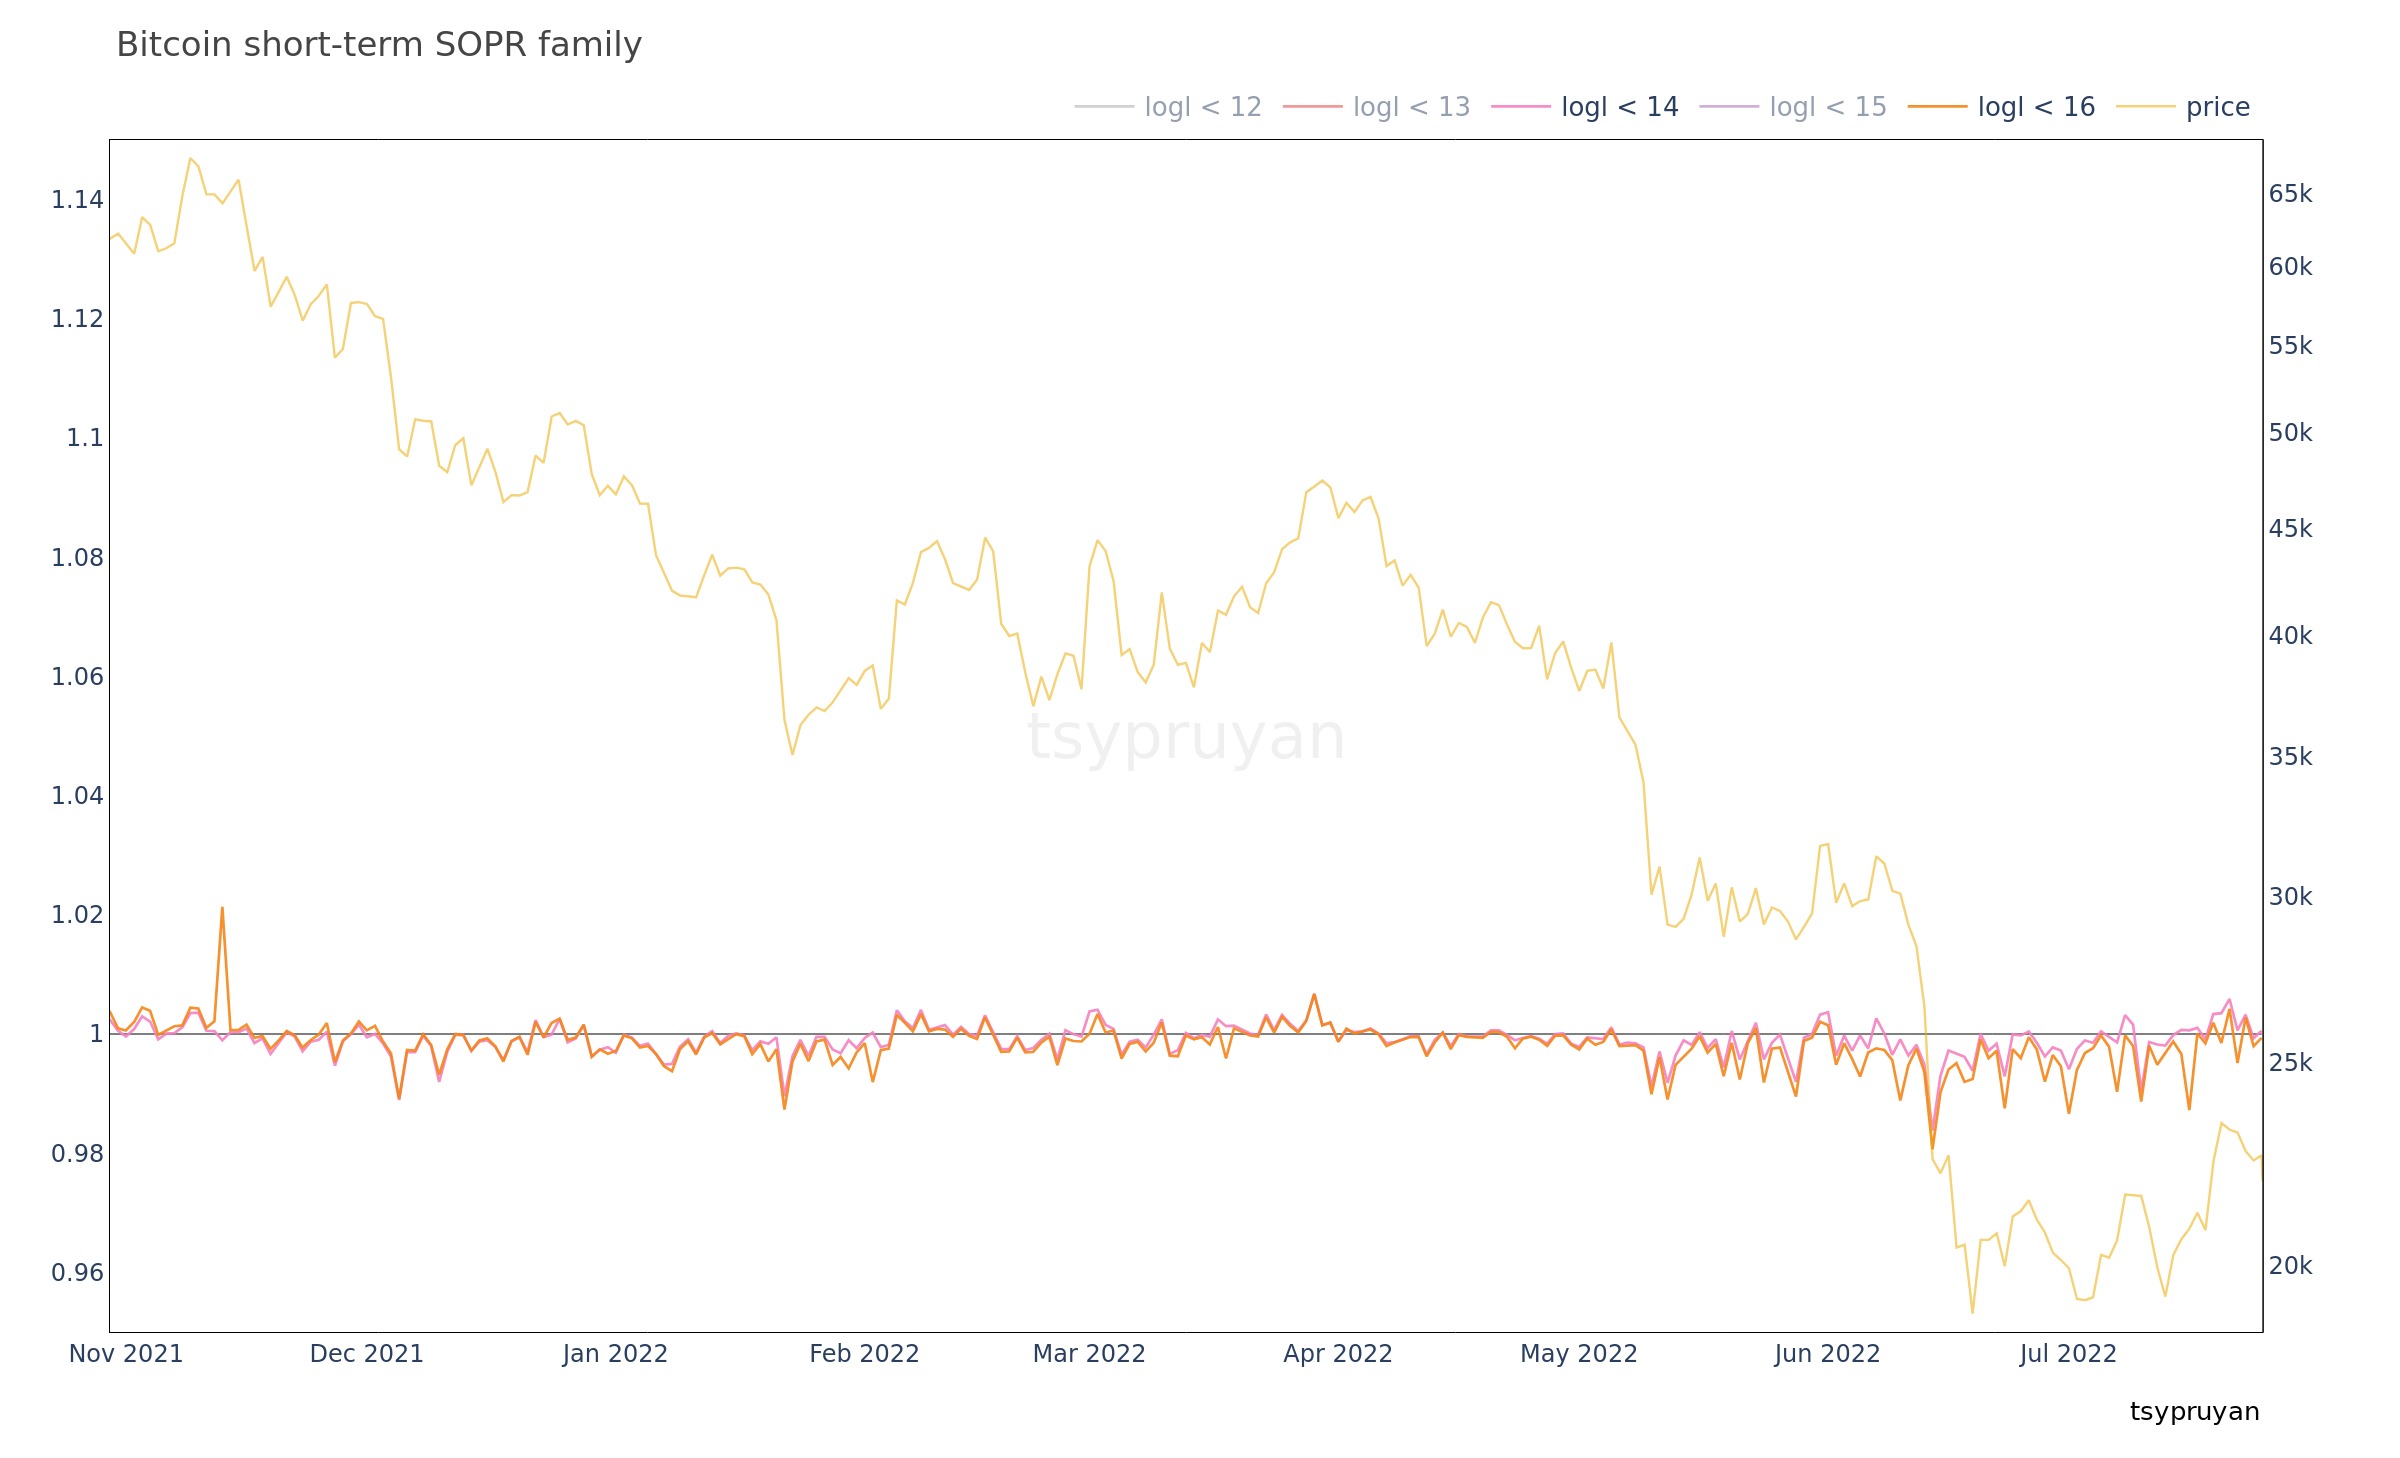 Bitcoin short-term SOPR family
logl < 12 logl < 13 logl < 14 logl < 15 logl < 16 price
1.14 65k
60k
1.12
55k
1.1 50k
1.08 45k
40k
1.06
tsypruyan
35k
1.04
1.02 30k
1 25k
0.98
0.96 20k
Nov 2021 Dec 2021 Jan 2022 Feb 2022 Mar 2022 Apr 2022 May 2022 Jun 2022 Jul 2022
tsypruyan